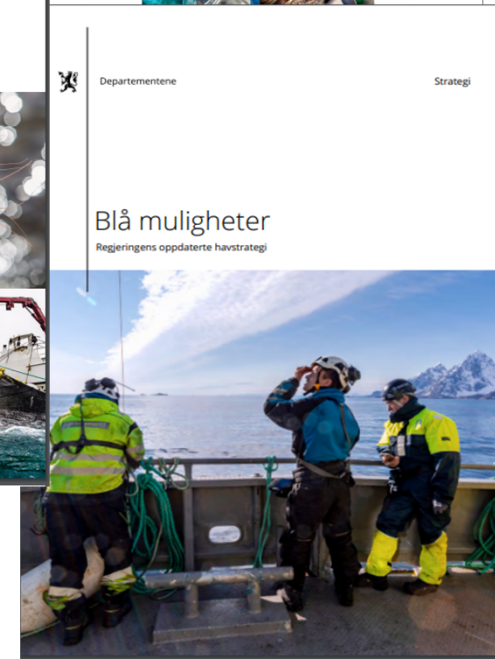 Departementene
Strategi
Blå muligheter
Regjeringens oppdaterte havstrategi